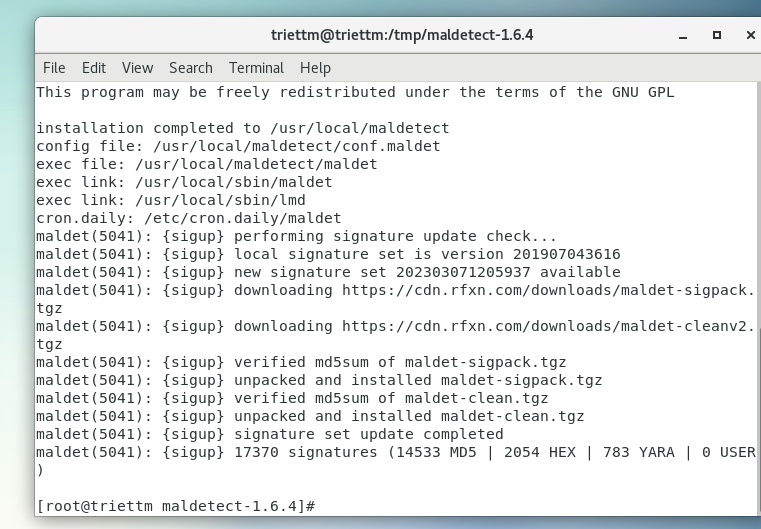 triettm@triettm:/tmp/maldetect-1.6.4
File Edit View Search Terminal Help
This program may be freely redistributed under the terms of the GNU GPL
installation completed to /usr/local/maldetect
config file: /usr/local/maldetect/conf.maldet
exec file: /usr/local/maldetect/maldet
exec link: /usr/local/sbin/maldet
exec link: /usr/local/sbin/lmd
cron.daily: /etc/cron.daily/maldet
maldet(5041): {sigup} performing signature update check...
maldet(5041): {sigup} local signature set is version 201907043616
maldet(5041): {sigup} new signature set 202303071205937 available
maldet(5041): {sigup} downloading https://cdn.rfxn.com/downloads/maldet-sigpack.
tgz
maldet(5041): {sigup} downloading https://cdn.rfxn.com/downloads/maldet-cleanv2.
tgz
maldet(5041): {sigup} verified md5sum of maldet-sigpack.tgz
maldet(5041): {sigup} unpacked and installed maldet-sigpack.tgz
maldet(5041): {sigup} verified md5sum of maldet-clean.tgz
maldet(5041): {sigup} unpacked and installed maldet-clean.tgz
maldet(5041): {sigup} signature set update completed
maldet(5041): {sigup} 17370 signatures (14533 MD5 | 2054 HEX | 783 YARA | 0 USER
)
[root@triettm maldetect-1.6.4]#